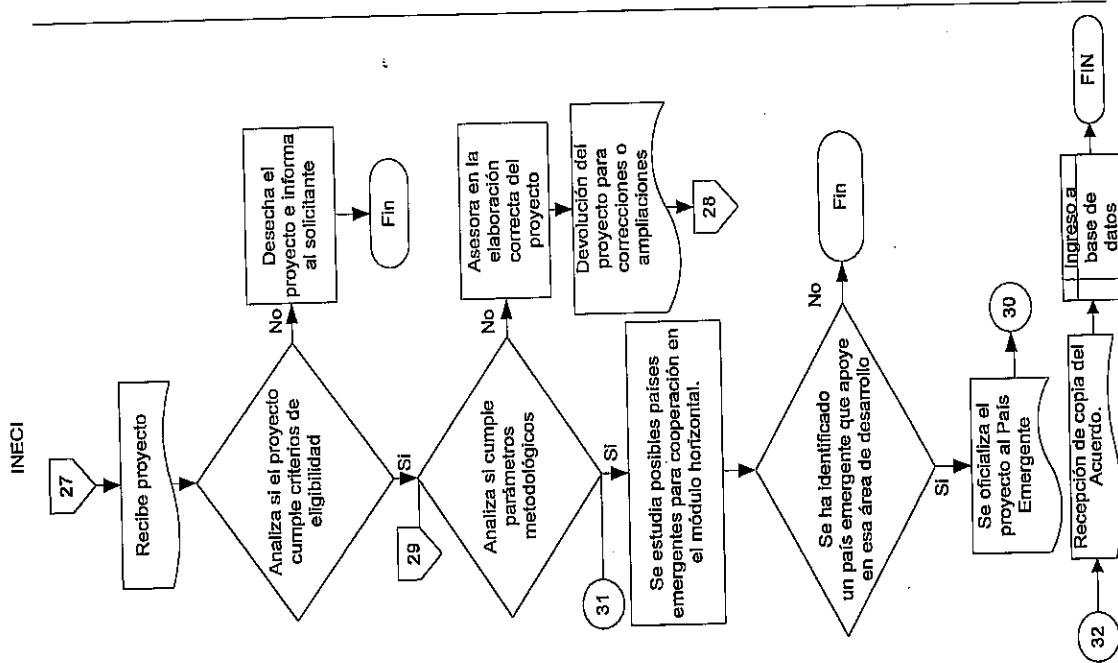 INECI
27
Recibe proyecto
Analiza si el proyecto
cumple criterios de
eligibilidad
No
Desecha el
proyecto e informa
al solicitante
Fin
Si
29
Analiza si cumple
parámetros
metodológicos
No
Asesora en la
elaboración
correcta del
proyecto
Devolución del
proyecto para
correcciones o
ampliaciones
28
31
Si
Se estudia posibles países
emergentes para cooperación en
el módulo horizontal.
Se ha identificado
un país emergente que apoye
en esa área de desarrollo
No
Fin
Si
Se oficializa el
proyecto al País
Emergente
30
32
Recepción de copia del
Acuerdo.
Ingreso a
base de
datos
FIN